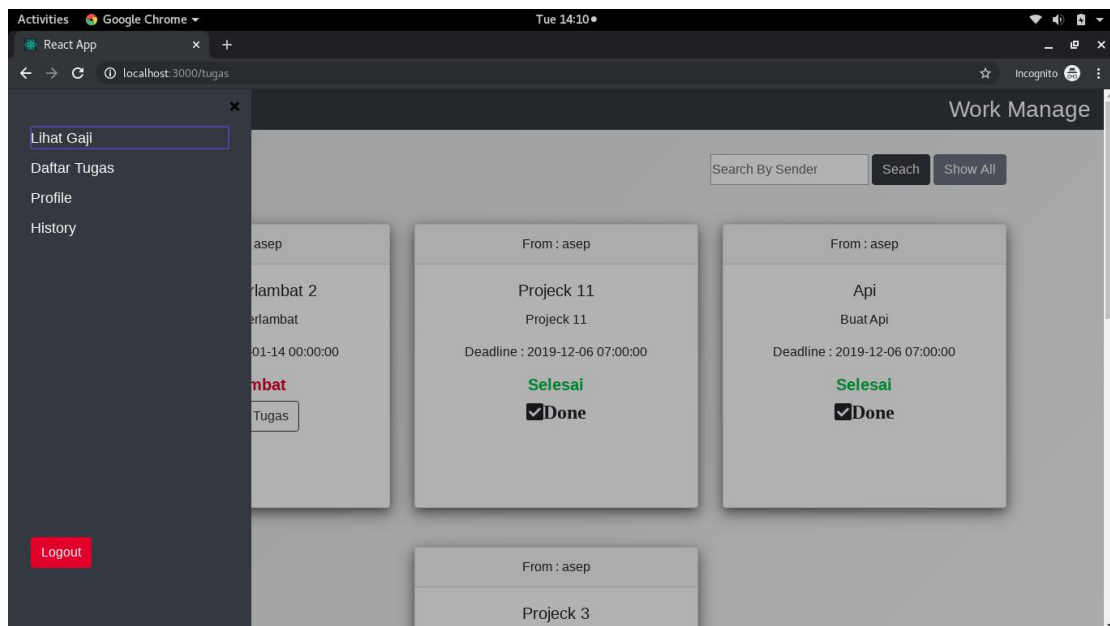 Activities Google Chrome Tue 14:10
React App
localhost:3000/tugas Incognito
Work Manage
Lihat Gaji
Daftar Tugas
Profile
History
Logout
Search By Sender Seach Show All
asep
rlambat 2
erlambat
01-14 00:00:00
mbat
Tugas
From : asep
Projeck 11
Projeck 11
Deadline : 2019-12-06 07:00:00
Selesai
Done
From : asep
Api
Buat Api
Deadline : 2019-12-06 07:00:00
Selesai
Done
From : asep
Projeck 3